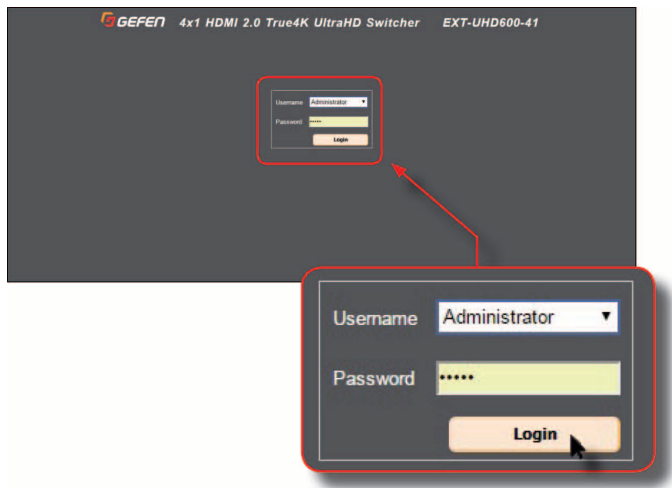 GEFEN 4x1 HDMI 2.0 True4K UltraHD Switcher EXT-UHD600-41
Username Administrator
Password •••••
Login
Username Administrator
Password •••••
Login